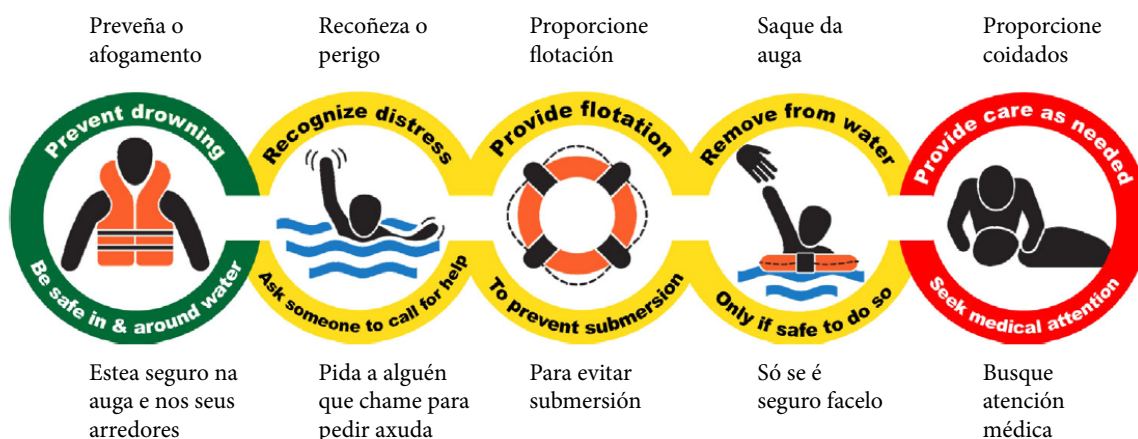 Preveña o
afogamento
Recoñeza o
perigo
Proporcione
flotación
Saque da
auga
Proporcione
coidados
Prevent drowning
Be safe in & around water
Recognize distress
Ask someone to call for help
Provide flotation
To prevent submersion
Remove from water
Only if safe to do so
Provide care as needed
Seek medical attention
Estea seguro na
auga e nos seus
arredores
Pida a alguén
que chame para
pedir axuda
Para evitar
submersión
Só se é
seguro facelo
Busque
atención
médica